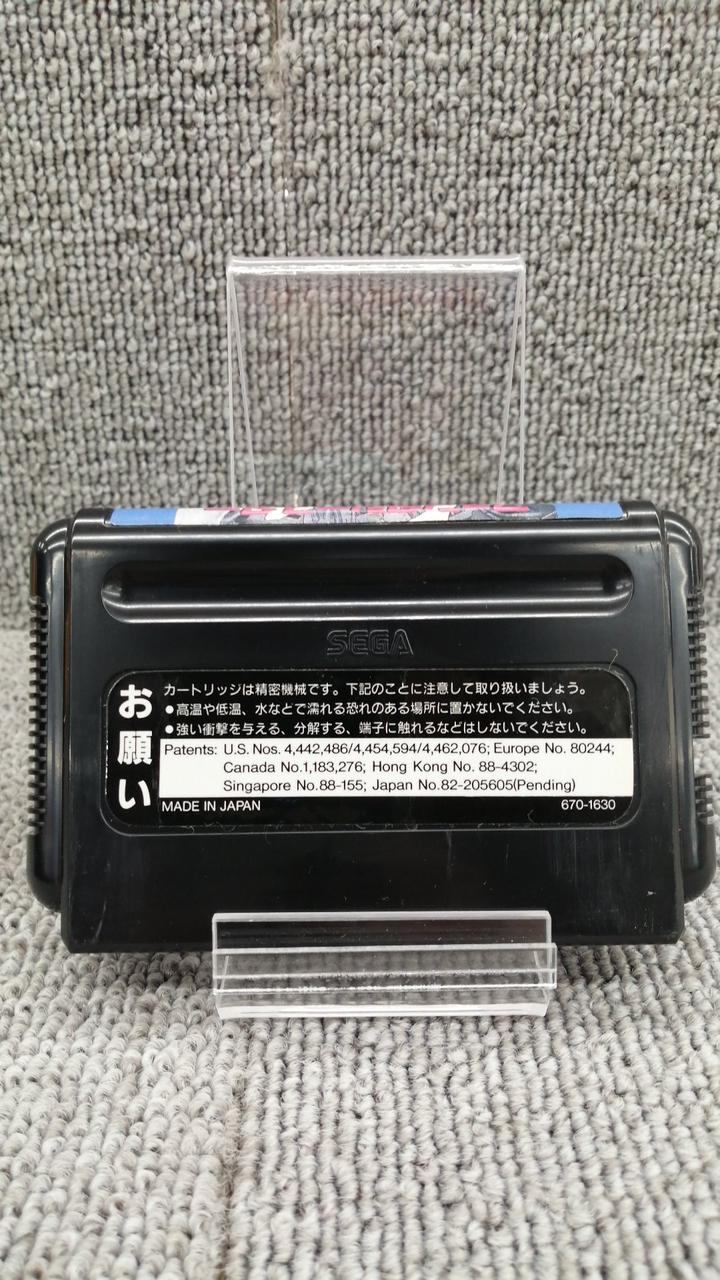 SEGA
お願い
カートリッジは精密機械です。下記のことに注意して取り扱いましょう。
●高温や低温、水などで濡れる恐れのある場所に置かないでください。
●強い衝撃を与える、分解する、端子に触れるなどはしないでください。
Patents: U.S. Nos. 4,442,486/4,454,594/4,462,076; Europe No. 80244;
Canada No.1,183,276; Hong Kong No. 88-4302;
Singapore No.88-155; Japan No.82-205605(Pending)
MADE IN JAPAN 670-1630